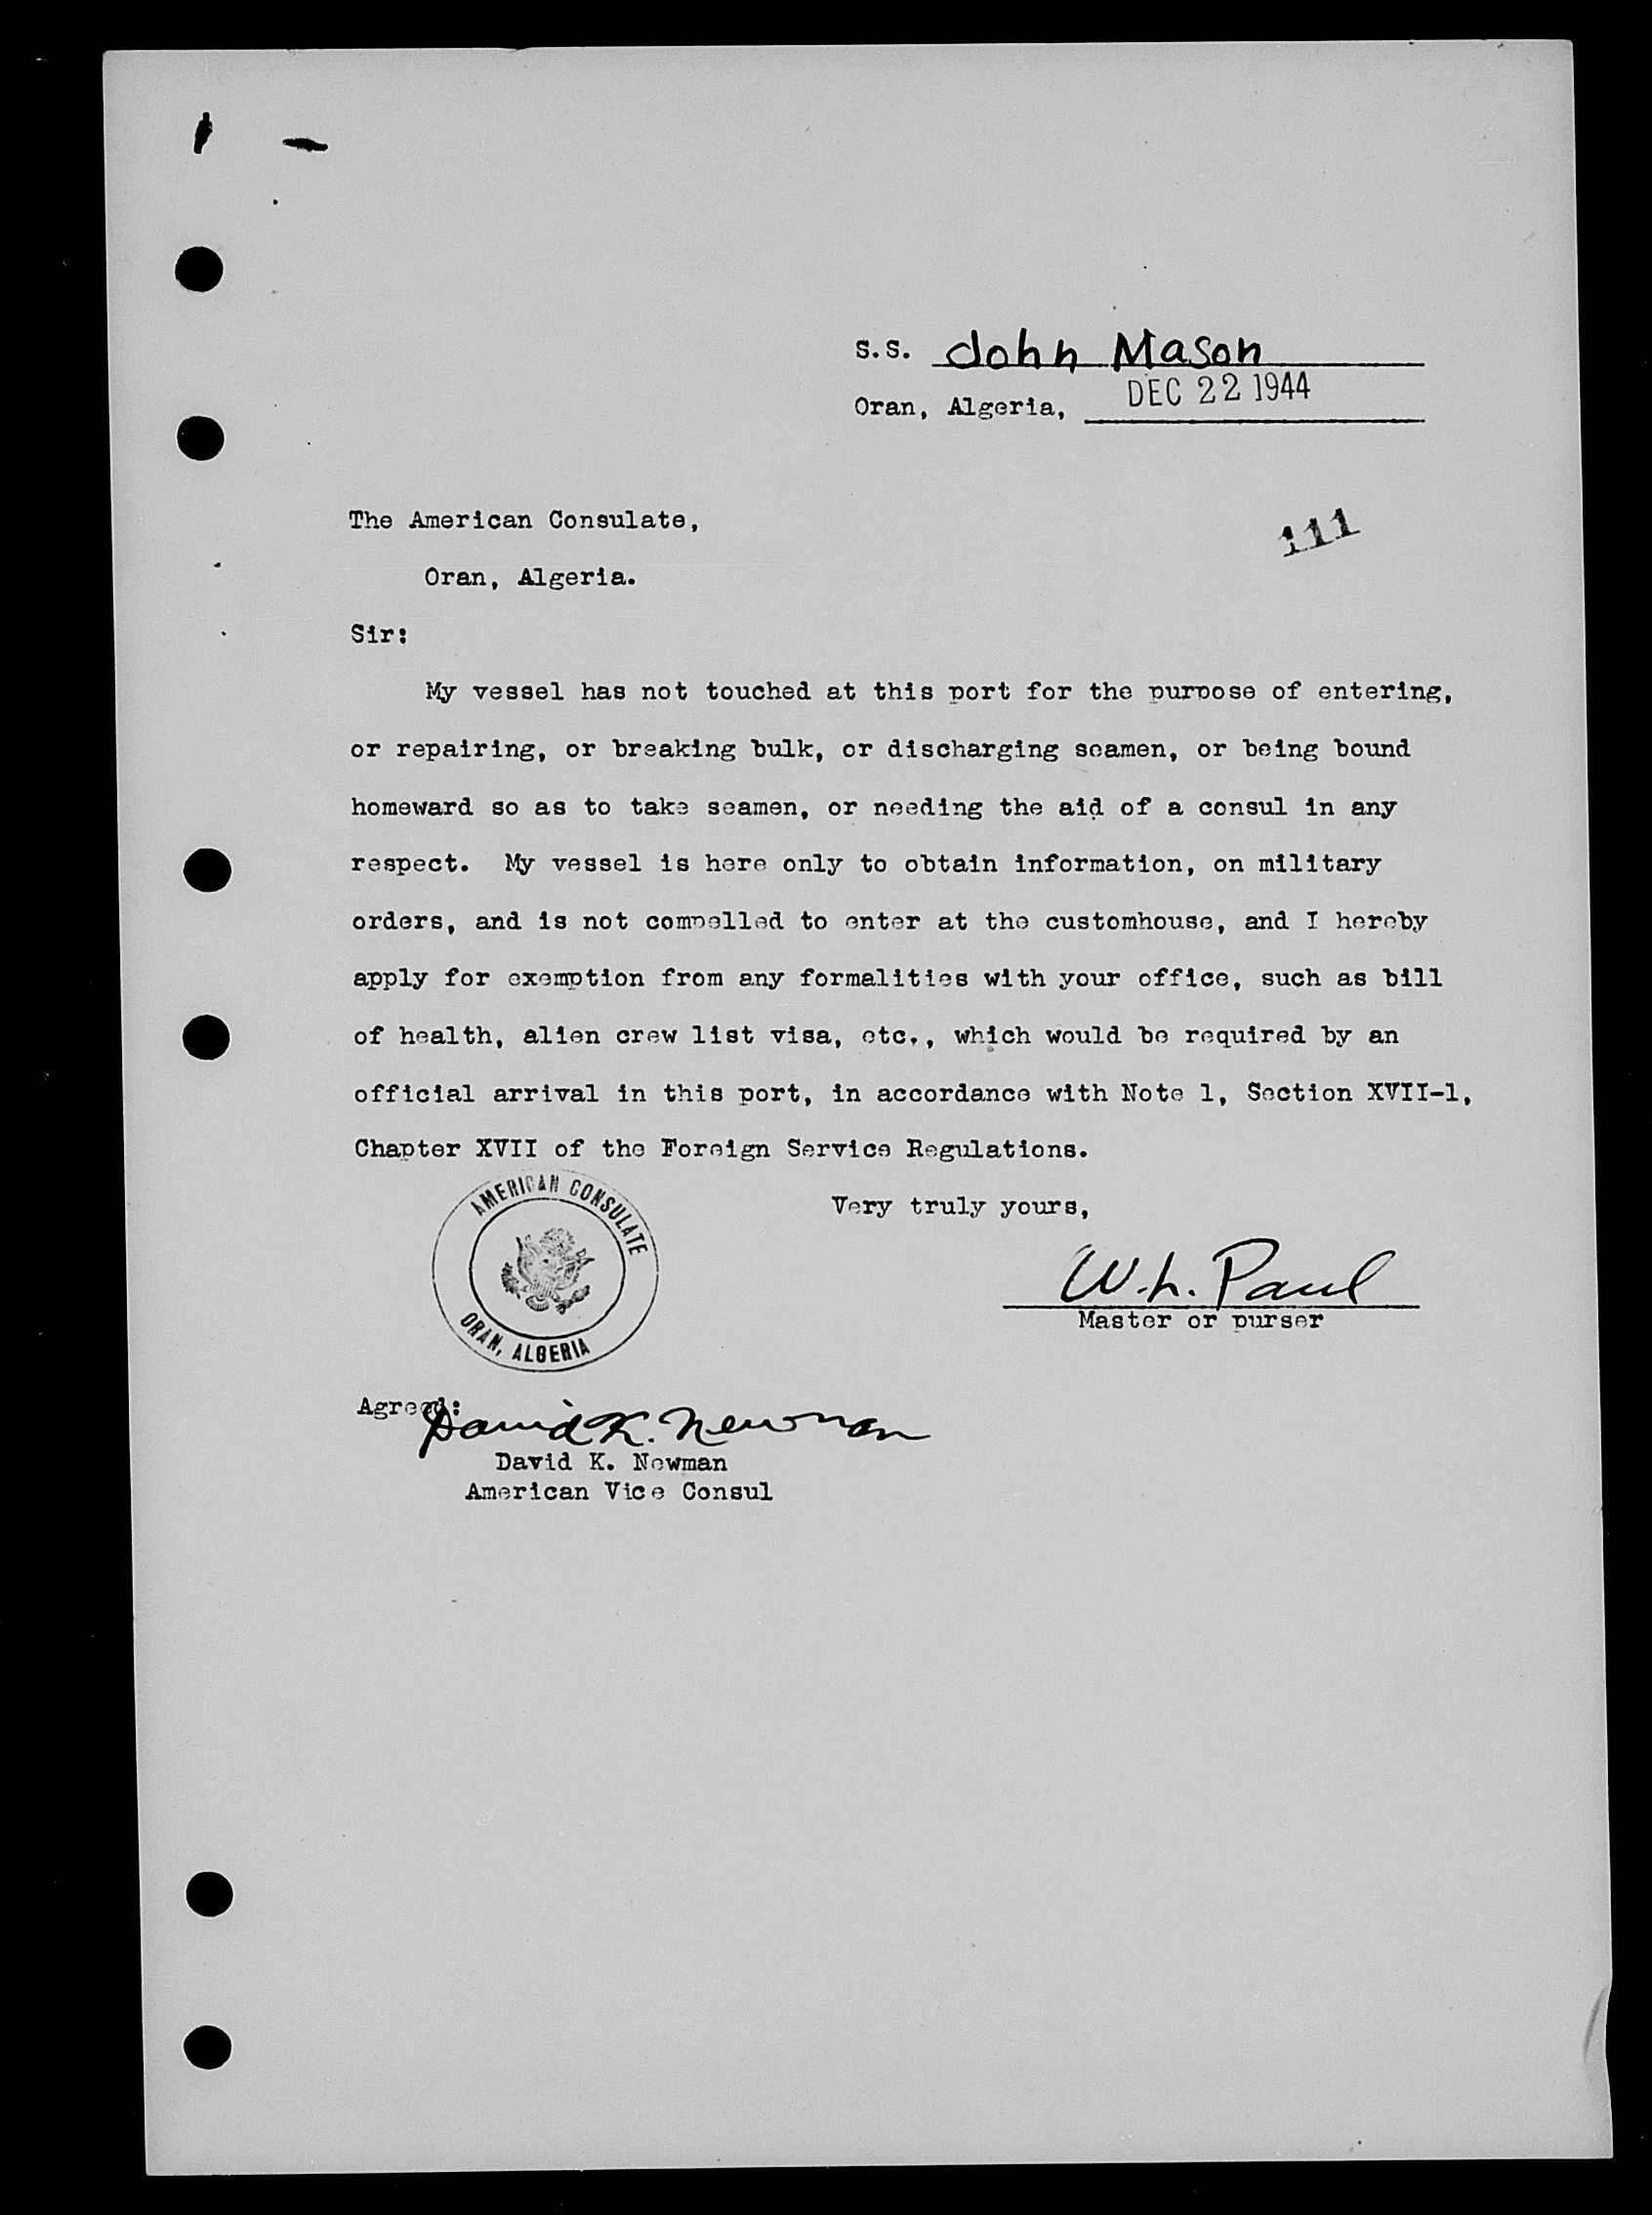 S.S. John Mason
Oran, Algeria, DEC 22 1944
The American Consulate,
111
Oran, Algeria.
Sir:
My vessel has not touched at this port for the purpose of entering,
or repairing, or breaking bulk, or discharging seamen, or being bound
homeward so as to take seamen, or needing the aid of a consul in any
respect. My vessel is here only to obtain information, on military
orders, and is not compelled to enter at the customhouse, and I hereby
apply for exemption from any formalities with your office, such as bill
of health, alien crew list visa, etc., which would be required by an
official arrival in this port, in accordance with Note 1, Section XVII-1,
Chapter XVII of the Foreign Service Regulations.
AMERICAN CONSULATE
ORAN, ALGERIA
Very truly yours,
W.L. Paul
Master or purser
Agreed:
David K. Newman
David K. Newman
American Vice Consul